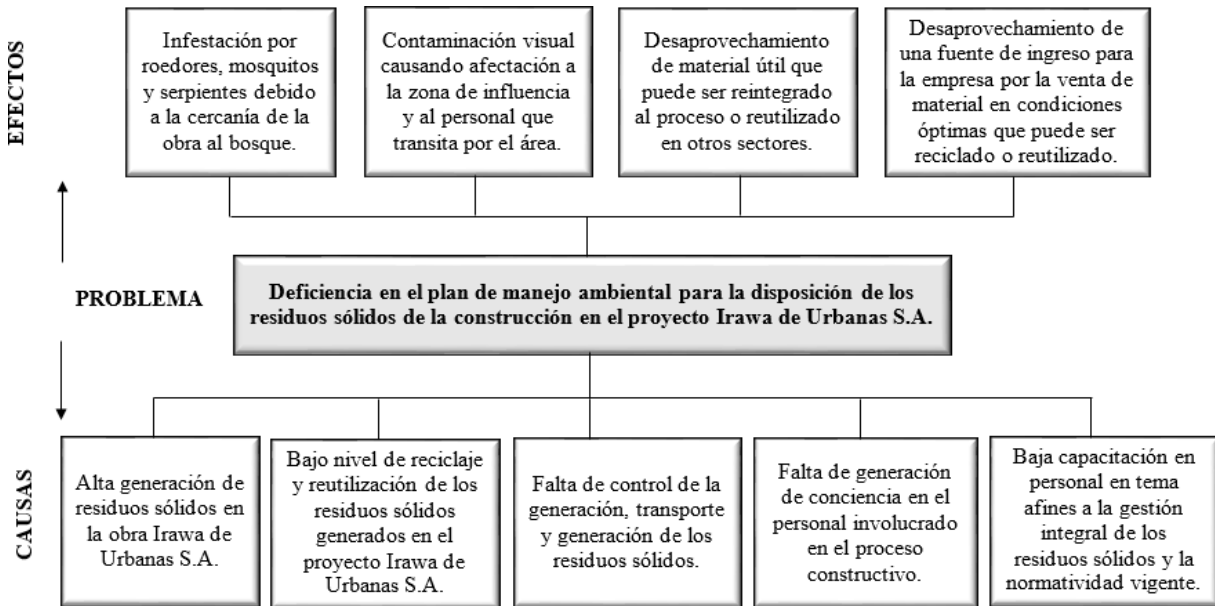 EFECTOS
Infestación por
roedores, mosquitos
y serpientes debido
a la cercanía de la
obra al bosque.
Contaminación visual
causando afectación a
la zona de influencia
y al personal que
transita por el área.
Desaprovechamiento
de material útil que
puede ser reintegrado
al proceso o reutilizado
en otros sectores.
Desaprovechamiento de
una fuente de ingreso para
la empresa por la venta de
material en condiciones
óptimas que puede ser
reciclado o reutilizado.
PROBLEMA
Deficiencia en el plan de manejo ambiental para la disposición de los
residuos sólidos de la construcción en el proyecto Irawa de Urbanas S.A.
CAUSAS
Alta generación de
residuos sólidos en
la obra Irawa de
Urbanas S.A.
Bajo nivel de reciclaje
y reutilización de los
residuos sólidos
generados en el
proyecto Irawa de
Urbanas S.A.
Falta de control de la
generación, transporte
y generación de los
residuos sólidos.
Falta de generación
de conciencia en el
personal involucrado
en el proceso
constructivo.
Baja capacitación en
personal en tema
afines a la gestión
integral de los
residuos sólidos y la
normatividad vigente.